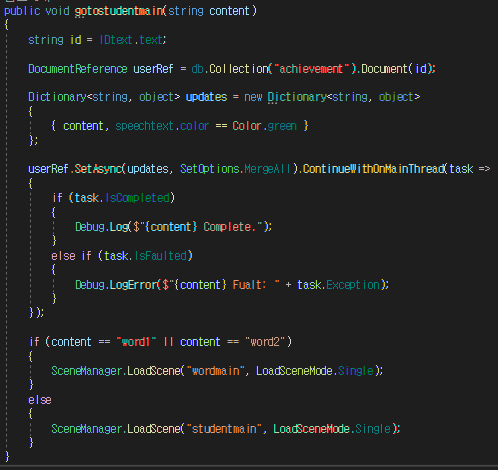 public void gotostudentmain(string content)
{
string id = IDtext.text;
DocumentReference userRef = db.Collection("achievement").Document(id);
Dictionary<string, object> updates = new Dictionary<string, object>
{
{ content, speechtext.color == Color.green }
};
userRef.SetAsync(updates, SetOptions.MergeAll).ContinueWithOnMainThread(task =>
{
if (task.IsCompleted)
{
Debug.Log($"{content} Complete.");
}
else if (task.IsFaulted)
{
Debug.LogError($"{content} Fualt: " + task.Exception);
}
});
if (content == "word1" || content == "word2")
{
SceneManager.LoadScene("wordmain", LoadSceneMode.Single);
}
else
{
SceneManager.LoadScene("studentmain", LoadSceneMode.Single);
}
}